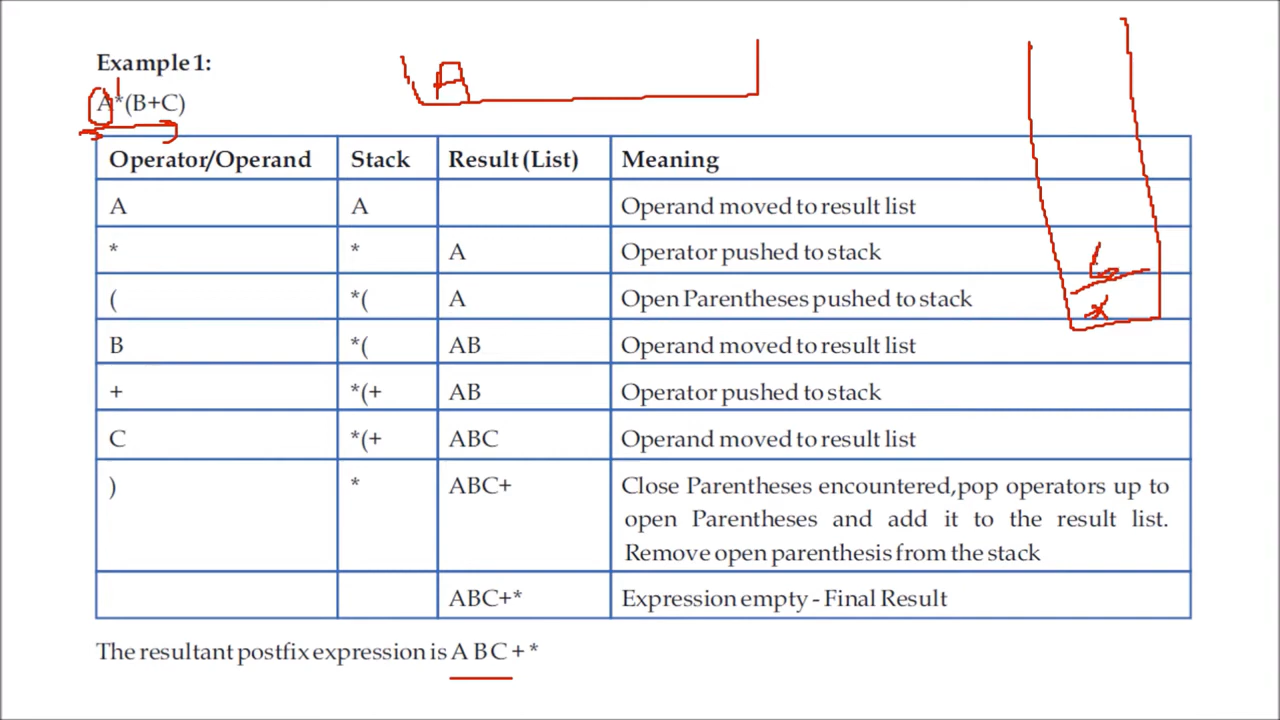 Example 1:
A*(B+C)
A
Operator/Operand Stack Result (List) Meaning
A A Operand moved to result list
* * A Operator pushed to stack
( *( A Open Parentheses pushed to stack
B *( AB Operand moved to result list
+ *(+ AB Operator pushed to stack
C *(+ ABC Operand moved to result list
) * ABC+ Close Parentheses encountered,pop operators up to
open Parentheses and add it to the result list.
Remove open parenthesis from the stack
ABC+* Expression empty - Final Result
The resultant postfix expression is A B C + *